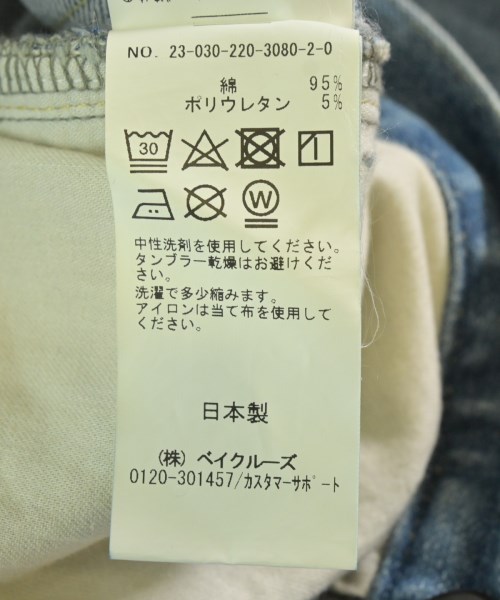 NO. 23-030-220-3080-2-0
綿 95%
ポリウレタン 5%
30
W
中性洗剤を使用してください。
タンブラー乾燥はお避けくだ
さい。
洗濯で多少縮みます。
アイロンは当て布を使用して
ください。
日本製
(株) ベイクルーズ
0120-301457/カスタマーサポート